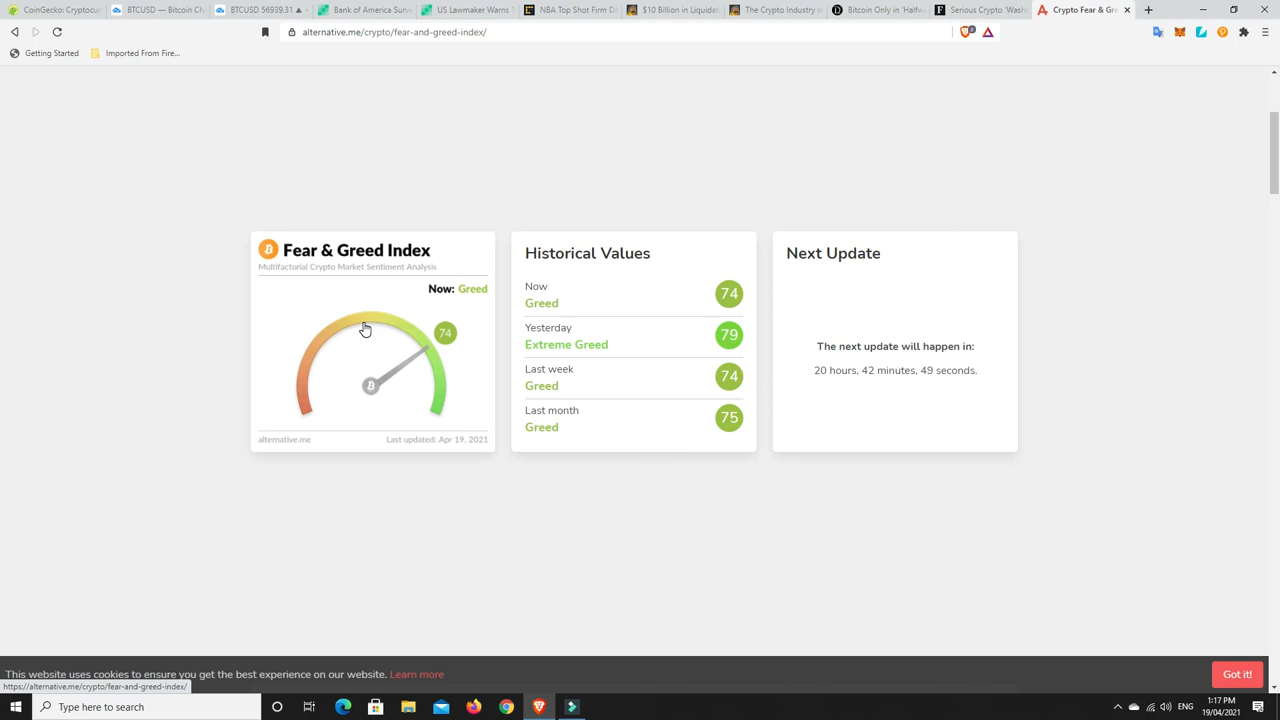 CoinGecko: Cryptocur
BTCUSD — Bitcoin Ch
BTCUSD 56939.31 ▲
Bank of America Surve
US Lawmaker Warns T
NBA Top Shot Firm D
$10 Billion in Liquidat
The Crypto Industry
Bitcoin Only in 'Halfw
Serious Crypto 'Wash
Crypto Fear & Gre
alternative.me/crypto/fear-and-greed-index/
Getting Started
Imported From Fire...
Fear & Greed Index
Multifactorial Crypto Market Sentiment Analysis
Now: Greed
74
alternative.me
Last updated: Apr 19, 2021
Historical Values
Now
Greed
74
Yesterday
Extreme Greed
79
Last week
Greed
74
Last month
Greed
75
Next Update
The next update will happen in:
20 hours, 42 minutes, 49 seconds.
This website uses cookies to ensure you get the best experience on our website. Learn more
Got it!
https://alternative.me/crypto/fear-and-greed-index/
Type here to search
ENG
1:17 PM
19/04/2021